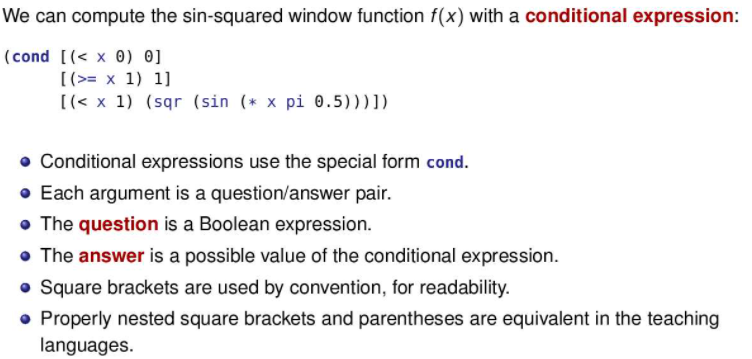 We can compute the sin-squared window function f(x) with a conditional expression:
(cond [(< x 0) 0]
      [(>= x 1) 1]
      [(< x 1) (sqr (sin (* x pi 0.5)))])
• Conditional expressions use the special form cond.
• Each argument is a question/answer pair.
• The question is a Boolean expression.
• The answer is a possible value of the conditional expression.
• Square brackets are used by convention, for readability.
• Properly nested square brackets and parentheses are equivalent in the teaching
languages.